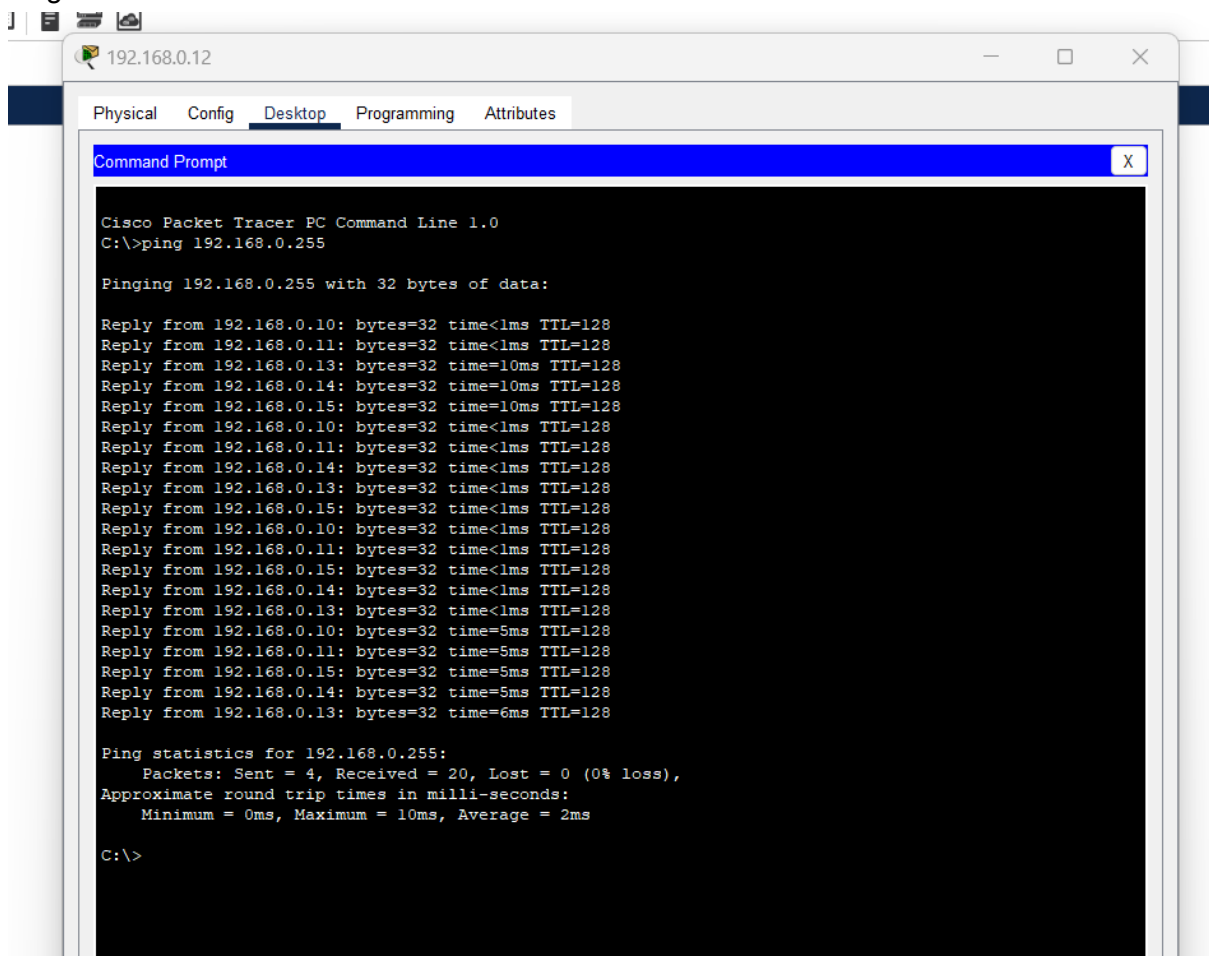 192.168.0.12
Physical Config Desktop Programming Attributes
Command Prompt X
Cisco Packet Tracer PC Command Line 1.0
C:\>ping 192.168.0.255
Pinging 192.168.0.255 with 32 bytes of data:
Reply from 192.168.0.10: bytes=32 time<1ms TTL=128
Reply from 192.168.0.11: bytes=32 time<1ms TTL=128
Reply from 192.168.0.13: bytes=32 time=10ms TTL=128
Reply from 192.168.0.14: bytes=32 time=10ms TTL=128
Reply from 192.168.0.15: bytes=32 time=10ms TTL=128
Reply from 192.168.0.10: bytes=32 time<1ms TTL=128
Reply from 192.168.0.11: bytes=32 time<1ms TTL=128
Reply from 192.168.0.14: bytes=32 time<1ms TTL=128
Reply from 192.168.0.13: bytes=32 time<1ms TTL=128
Reply from 192.168.0.15: bytes=32 time<1ms TTL=128
Reply from 192.168.0.10: bytes=32 time<1ms TTL=128
Reply from 192.168.0.11: bytes=32 time<1ms TTL=128
Reply from 192.168.0.15: bytes=32 time<1ms TTL=128
Reply from 192.168.0.14: bytes=32 time<1ms TTL=128
Reply from 192.168.0.13: bytes=32 time<1ms TTL=128
Reply from 192.168.0.10: bytes=32 time=5ms TTL=128
Reply from 192.168.0.11: bytes=32 time=5ms TTL=128
Reply from 192.168.0.15: bytes=32 time=5ms TTL=128
Reply from 192.168.0.14: bytes=32 time=5ms TTL=128
Reply from 192.168.0.13: bytes=32 time=6ms TTL=128
Ping statistics for 192.168.0.255:
Packets: Sent = 4, Received = 20, Lost = 0 (0% loss),
Approximate round trip times in milli-seconds:
Minimum = 0ms, Maximum = 10ms, Average = 2ms
C:\>